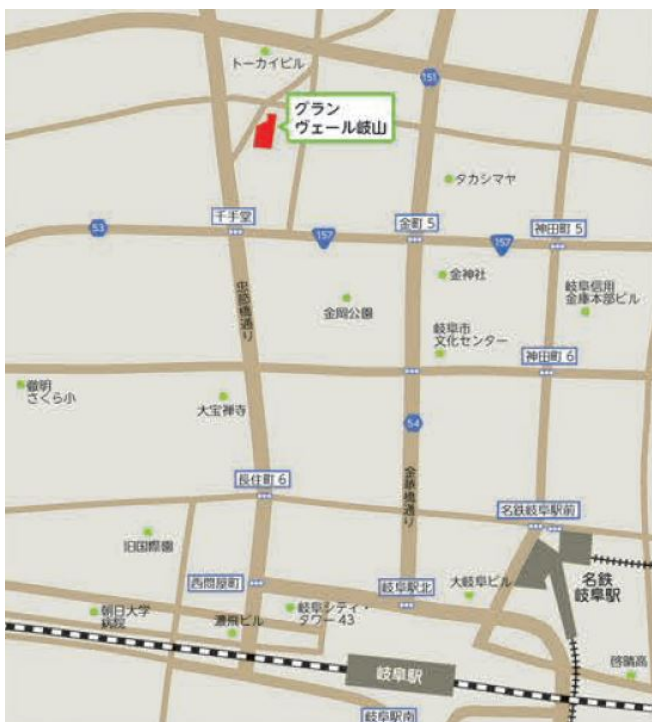 トーカイビル
151
グラン
ヴェール岐山
タカシマヤ
千手堂
金町 5
神田町 5
53
157
157
金神社
金岡公園
忠節橋通り
岐阜信用
金庫本部ビル
岐阜市
文化センター
神田町 6
徹明
さくら小
大宝禅寺
54
金華橋通り
長住町 6
名鉄岐阜駅前
旧国際園
名鉄
岐阜駅
西問屋町
岐阜駅北
大岐阜ビル
朝日大学
病院
濃飛ビル
岐阜シティ・
タワー 43
岐阜駅
啓晴高
岐阜駅南